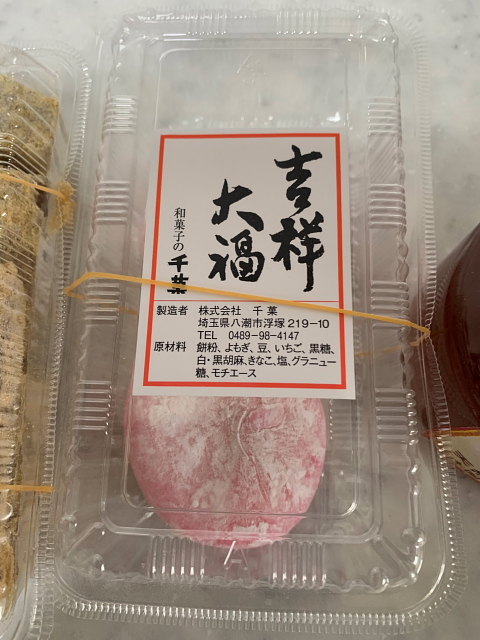 吉祥
大福
和菓子の 千葉
製造者 株式会社 千葉
埼玉県八潮市浮塚219-10
TEL 0489-98-4147
原材料 餅粉、よもぎ、豆、いちご、黒糖、
白・黒胡麻、きなこ、塩、グラニュー
糖、モチエース